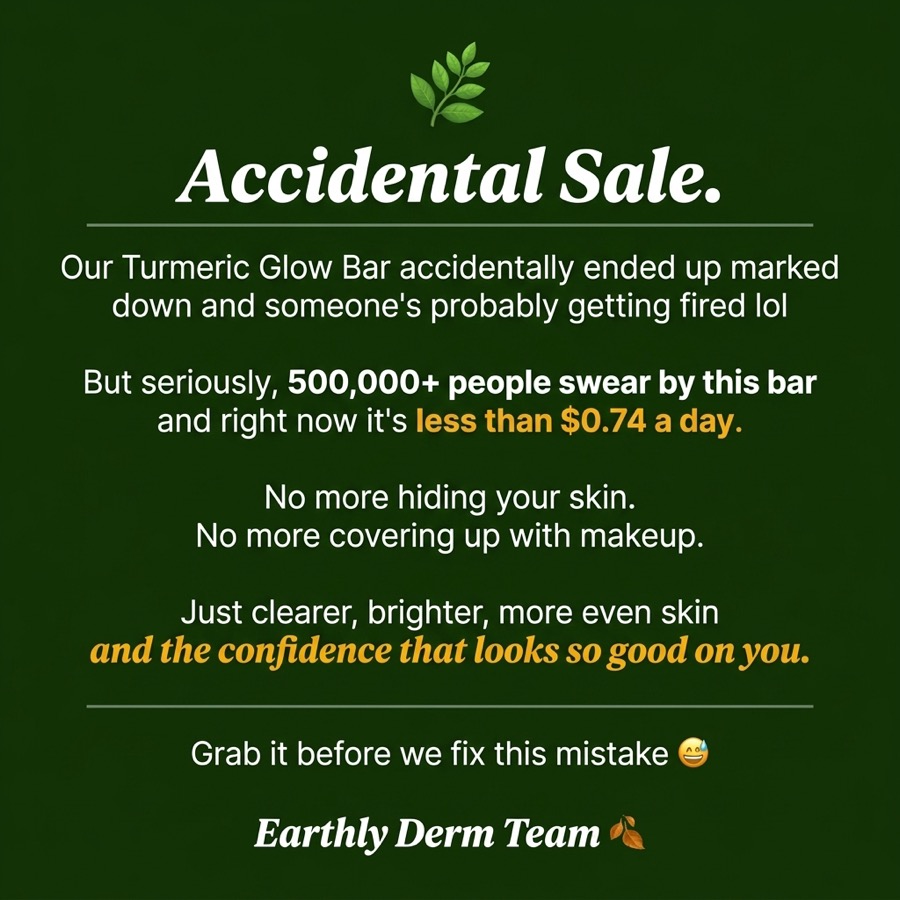 Accidental Sale.
Our Turmeric Glow Bar accidentally ended up marked
down and someone's probably getting fired lol
But seriously, 500,000+ people swear by this bar
and right now it's less than $0.74 a day.
No more hiding your skin.
No more covering up with makeup.
Just clearer, brighter, more even skin
and the confidence that looks so good on you.
Grab it before we fix this mistake 😅
Earthly Derm Team 🍂